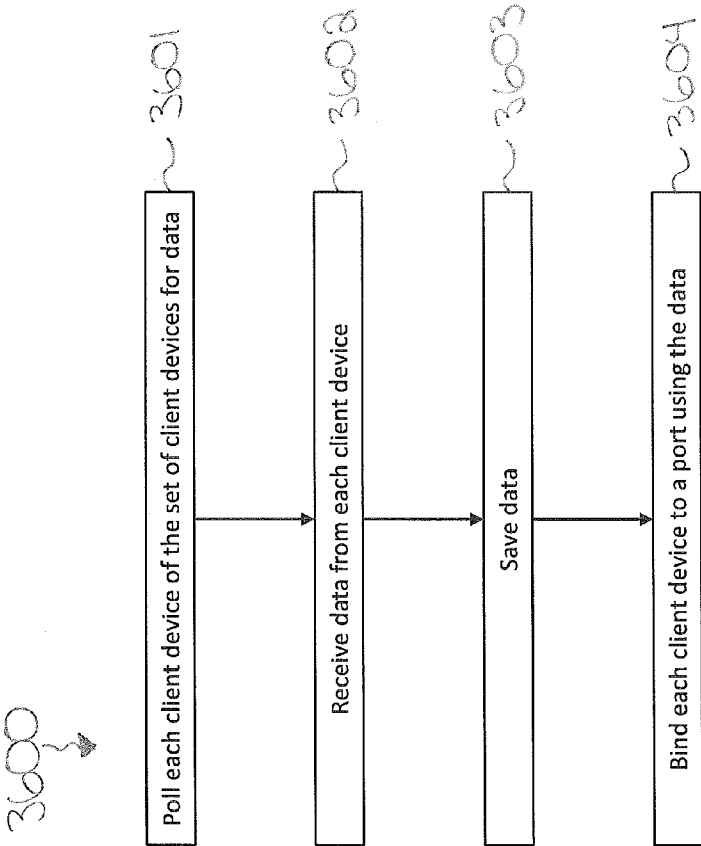 3600
Poll each client device of the set of client devices for data
3601
Receive data from each client device
3602
Save data
3603
Bind each client device to a port using the data
3604